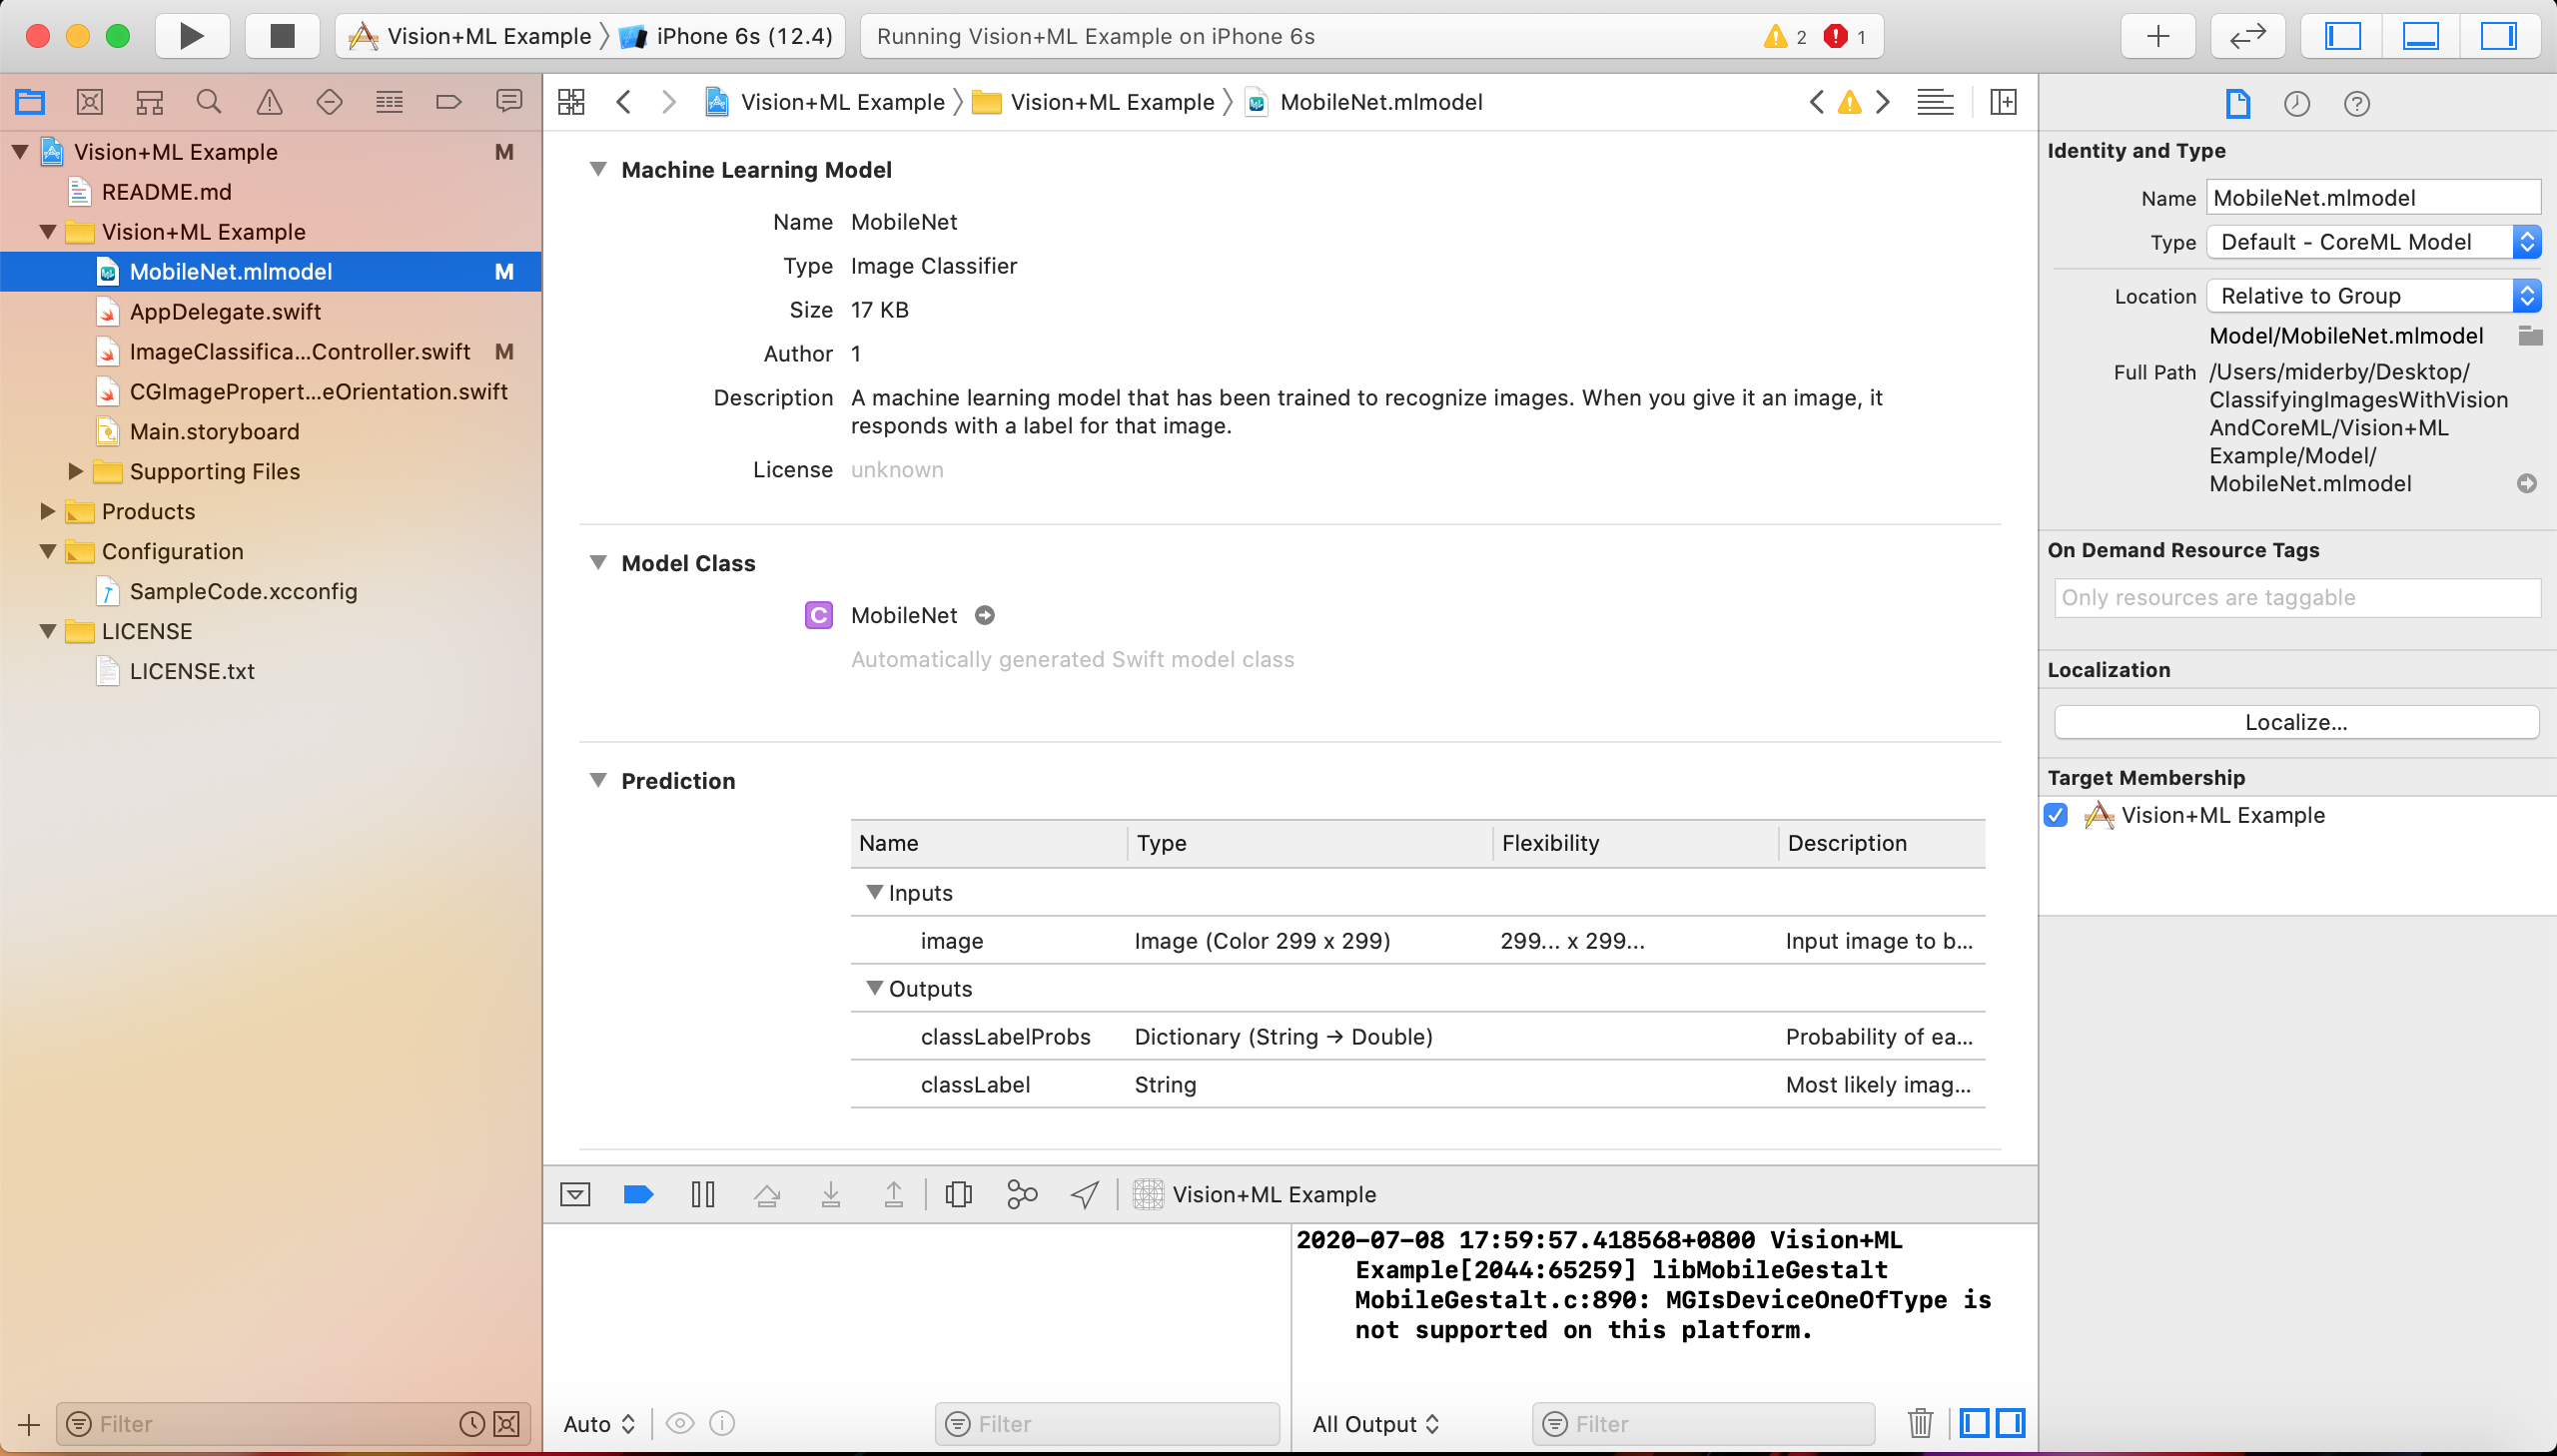 Vision+ML Example
iPhone 6s (12.4)
Running Vision+ML Example on iPhone 6s
2
1
Vision+ML Example M
README.md
Vision+ML Example
MobileNet.mlmodel M
AppDelegate.swift
ImageClassifica...Controller.swift M
CGImagePropert...eOrientation.swift
Main.storyboard
Supporting Files
Products
Configuration
SampleCode.xcconfig
LICENSE
LICENSE.txt
Filter
Vision+ML Example
Vision+ML Example
MobileNet.mlmodel
Machine Learning Model
Name MobileNet
Type Image Classifier
Size 17 KB
Author 1
Description A machine learning model that has been trained to recognize images. When you give it an image, it
responds with a label for that image.
License unknown
Model Class
C MobileNet
Automatically generated Swift model class
Prediction
Name Type Flexibility Description
Inputs
image Image (Color 299 x 299) 299... x 299... Input image to b...
Outputs
classLabelProbs Dictionary (String → Double) Probability of ea...
classLabel String Most likely imag...
Vision+ML Example
2020-07-08 17:59:57.418568+0800 Vision+ML
Example[2044:65259] libMobileGestalt
MobileGestalt.c:890: MGIsDeviceOneOfType is
not supported on this platform.
Auto
Filter
All Output
Filter
Identity and Type
Name MobileNet.mlmodel
Type Default - CoreML Model
Location Relative to Group
Model/MobileNet.mlmodel
Full Path /Users/miderby/Desktop/
ClassifyingImagesWithVision
AndCoreML/Vision+ML
Example/Model/
MobileNet.mlmodel
On Demand Resource Tags
Only resources are taggable
Localization
Localize...
Target Membership
Vision+ML Example